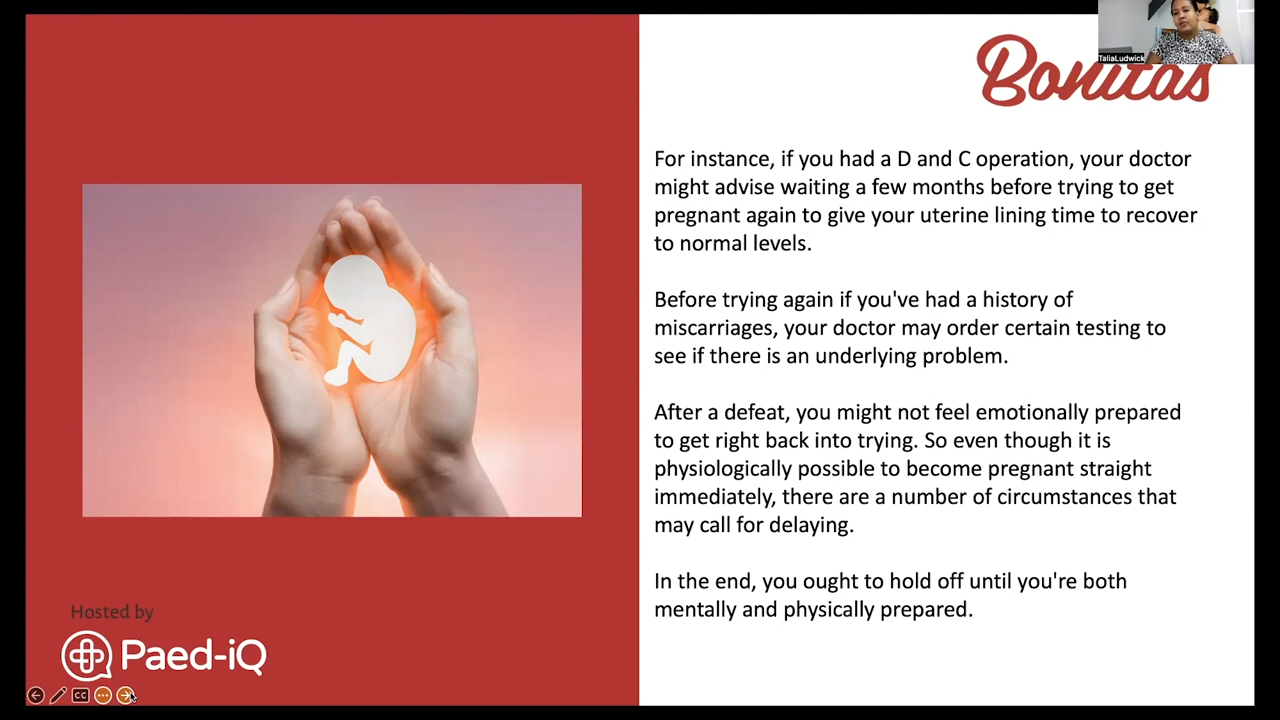 TaliaLudwick
Bonitas
For instance, if you had a D and C operation, your doctor
might advise waiting a few months before trying to get
pregnant again to give your uterine lining time to recover
to normal levels.
Before trying again if you've had a history of
miscarriages, your doctor may order certain testing to
see if there is an underlying problem.
After a defeat, you might not feel emotionally prepared
to get right back into trying. So even though it is
physiologically possible to become pregnant straight
immediately, there are a number of circumstances that
may call for delaying.
In the end, you ought to hold off until you're both
mentally and physically prepared.
Hosted by
Paed-iQ
CC